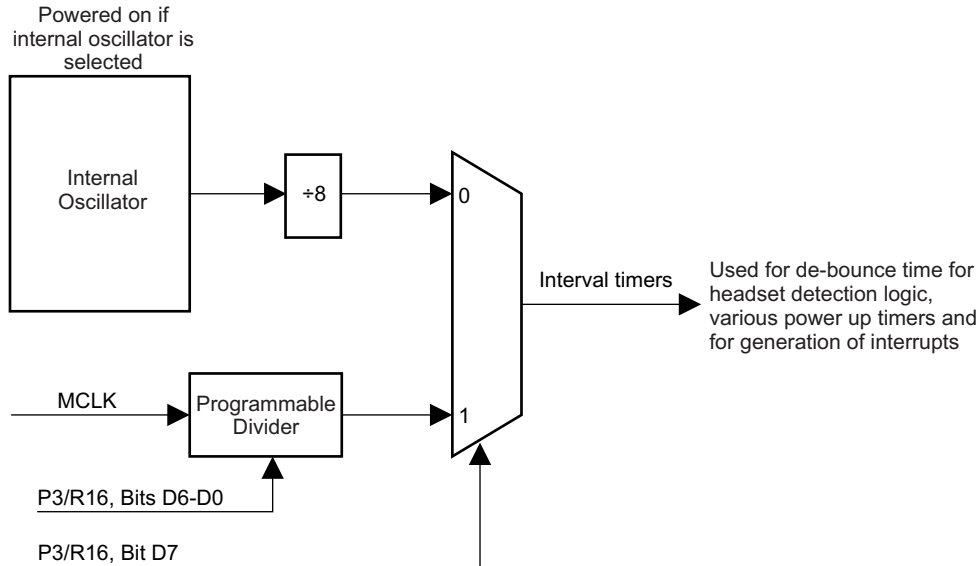 Powered on if
internal oscillator is
selected
Internal
Oscillator
÷8
0
Interval timers
Used for de-bounce time for
headset detection logic,
various power up timers and
for generation of interrupts
MCLK
Programmable
Divider
1
P3/R16, Bits D6-D0
P3/R16, Bit D7